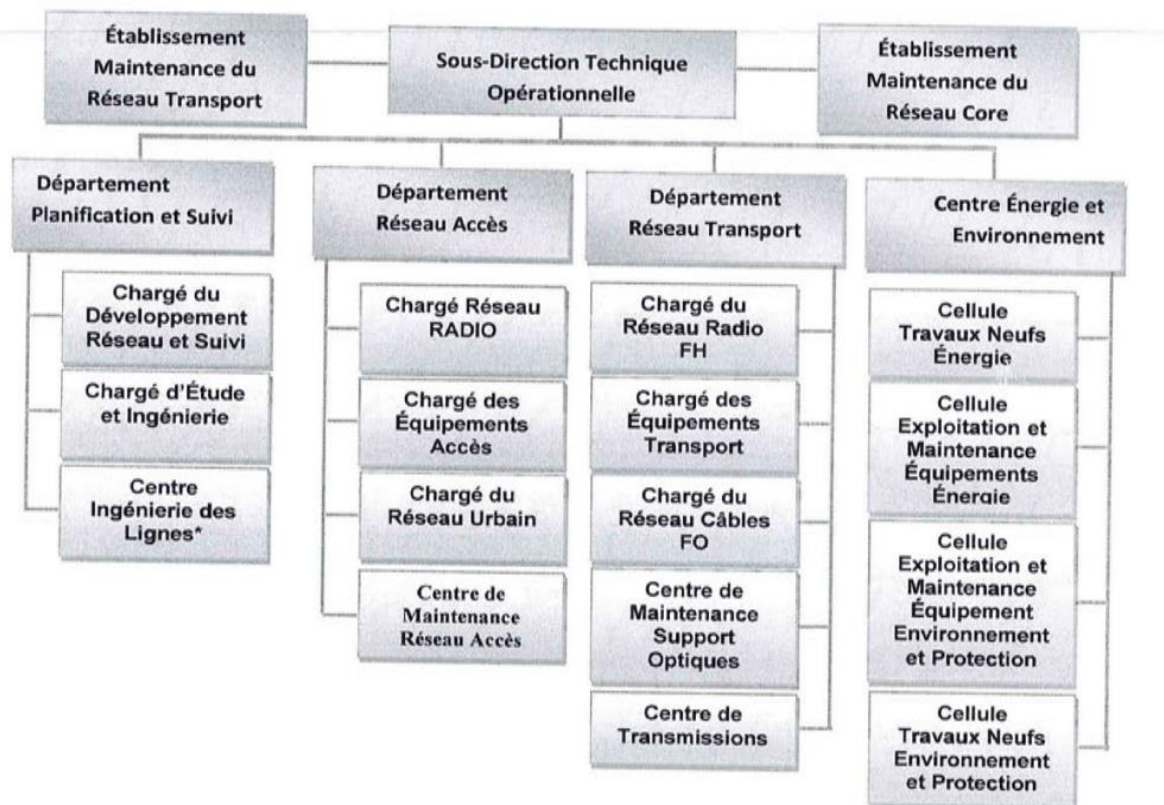 Établissement
Maintenance du
Réseau Transport
Sous-Direction Technique
Opérationnelle
Établissement
Maintenance du
Réseau Core
Département
Planification et Suivi
Département
Réseau Accès
Département
Réseau Transport
Centre Énergie et
Environnement
Chargé du
Développement
Réseau et Suivi
Chargé d'Étude
et Ingénierie
Centre
Ingénierie des
Lignes*
Chargé Réseau
RADIO
Chargé des
Équipements
Accès
Chargé du
Réseau Urbain
Centre de
Maintenance
Réseau Accès
Chargé du
Réseau Radio
FH
Chargé des
Équipements
Transport
Chargé du
Réseau Câbles
FO
Centre de
Maintenance
Support
Optiques
Centre de
Transmissions
Cellule
Travaux Neufs
Énergie
Cellule
Exploitation et
Maintenance
Équipements
Énergie
Cellule
Exploitation et
Maintenance
Équipement
Environnement
et Protection
Cellule
Travaux Neufs
Environnement
et Protection